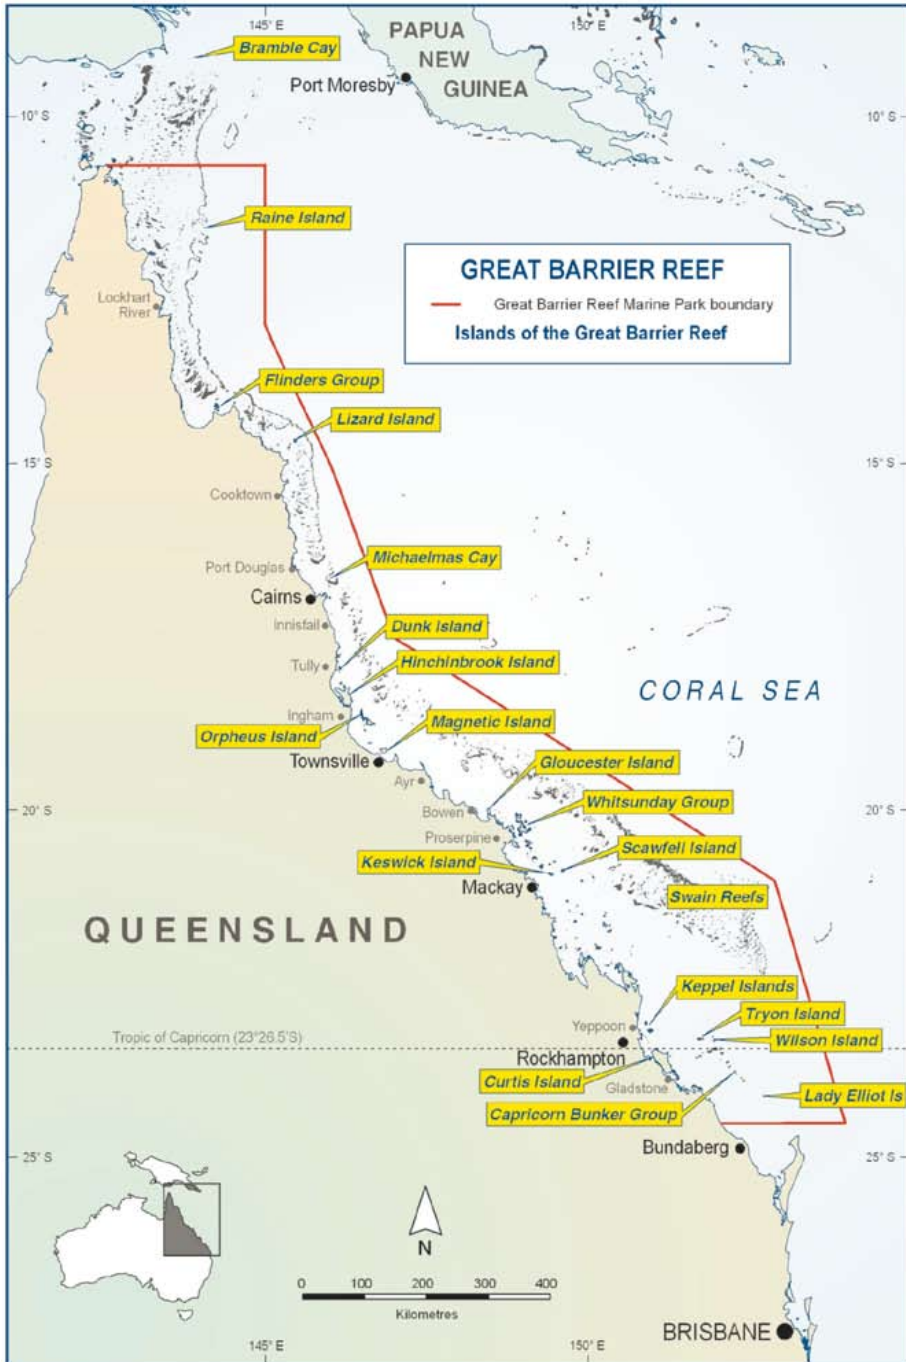 145° E
150° E
Bramble Cay
PAPUA
NEW
GUINEA
Port Moresby
10° S
10° S
Raine Island
GREAT BARRIER REEF
Great Barrier Reef Marine Park boundary
Islands of the Great Barrier Reef
Lockhart
River
Flinders Group
Lizard Island
15° S
15° S
Cooktown
Michaelmas Cay
Port Douglas
Cairns
Innisfail
Dunk Island
Tully
Hinchinbrook Island
CORAL SEA
Ingham
Orpheus Island
Magnetic Island
Townsville
Gloucester Island
Ayr
Whitsunday Group
20° S
Bowen
20° S
Proserpine
Scawfell Island
Keswick Island
Mackay
Swain Reefs
QUEENSLAND
Keppel Islands
Tryon Island
Yeppoon
Tropic of Capricorn (23°26.5'S)
Wilson Island
Rockhampton
Curtis Island
Gladstone
Lady Elliot Is
Capricorn Bunker Group
Bundaberg
25° S
25° S
N
0 100 200 300 400
Kilometres
BRISBANE
145° E
150° E